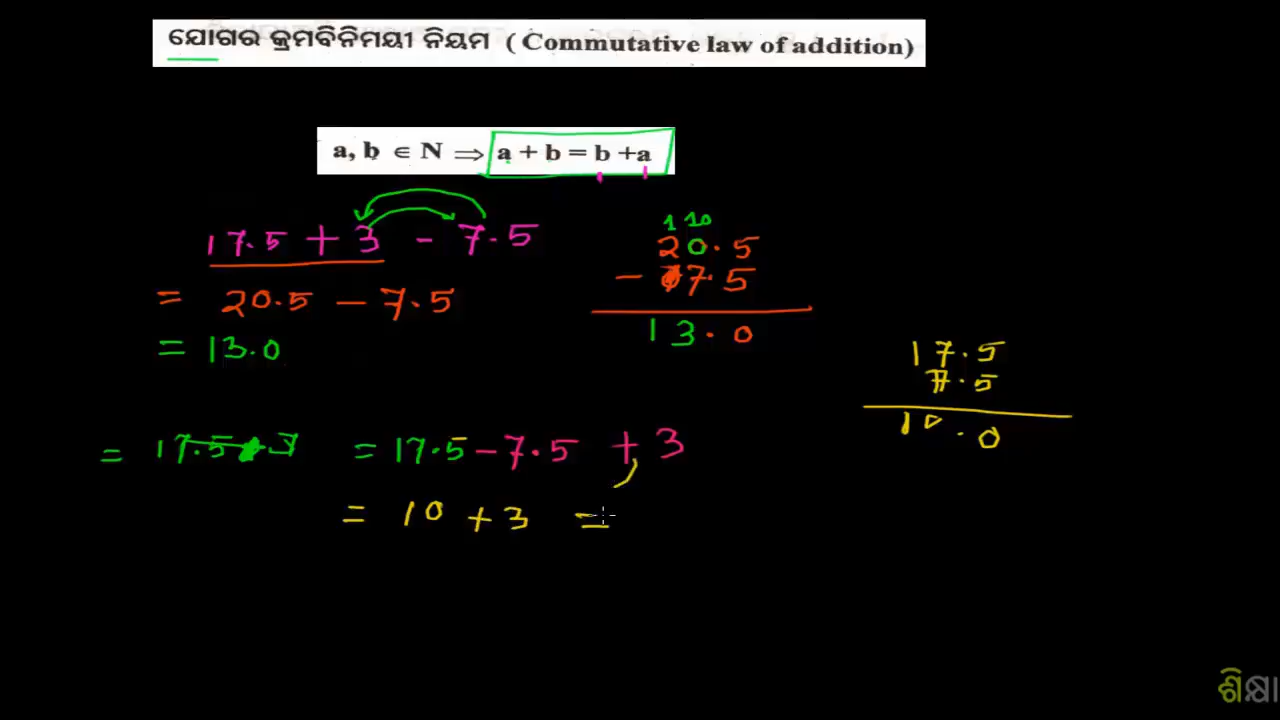 ଯୋଗର କ୍ରମବିନିମୟୀ ନିୟମ ( Commutative law of addition)
a, b ∈ N ⇒ a + b = b +a
17.5 + 3 - 7.5
= 20.5 - 7.5
= 13.0
1 10
20.5
- 7.5
13.0
17.5
7.5
10.0
= 17.5 3
= 17.5 - 7.5 + 3
= 10 + 3 =
ଶିକ୍ଷା